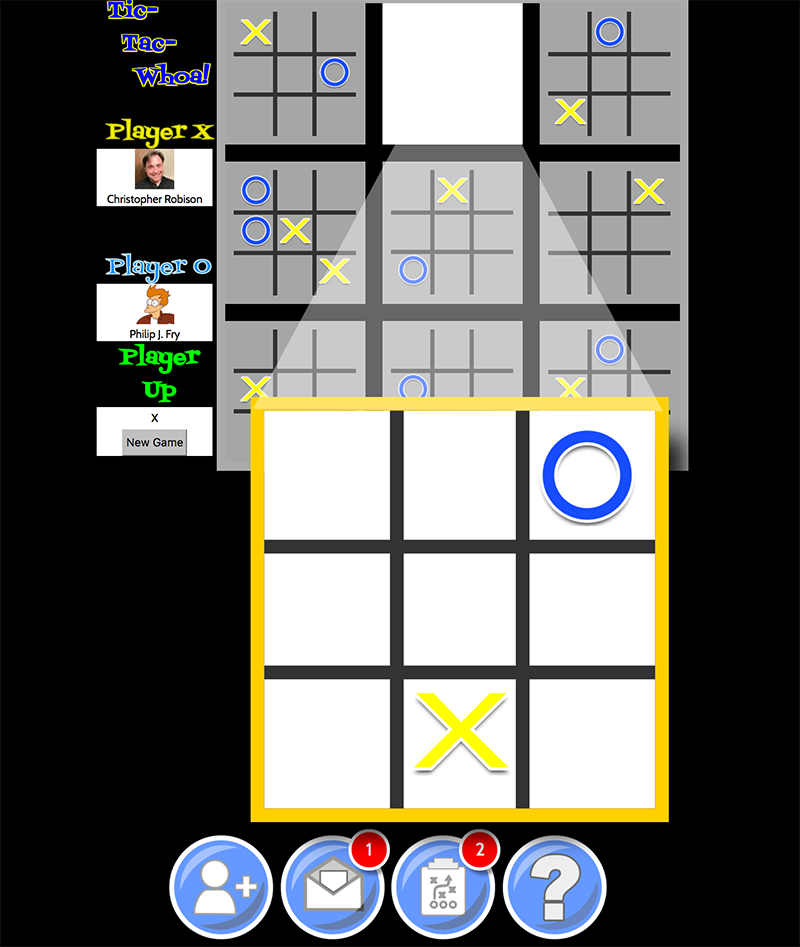 Tic-
Tac-
Whoa!
Player X
Christopher Robison
Player O
Philip J. Fry
Player
Up
X
New Game
1
2